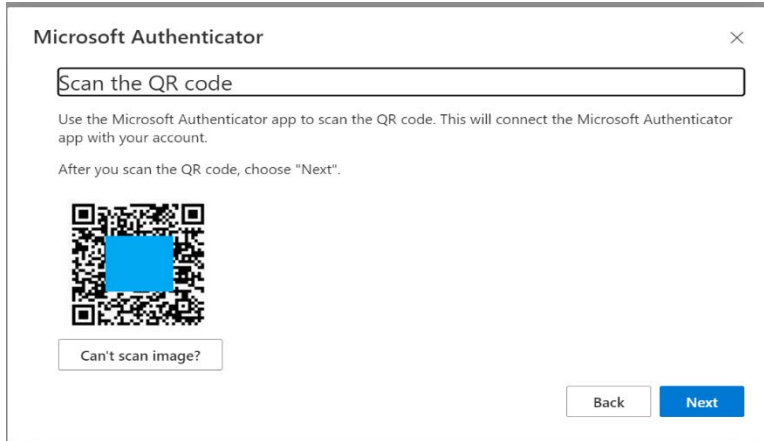 Microsoft Authenticator
Scan the QR code
Use the Microsoft Authenticator app to scan the QR code. This will connect the Microsoft Authenticator
app with your account.
After you scan the QR code, choose "Next".
Can't scan image?
Back
Next